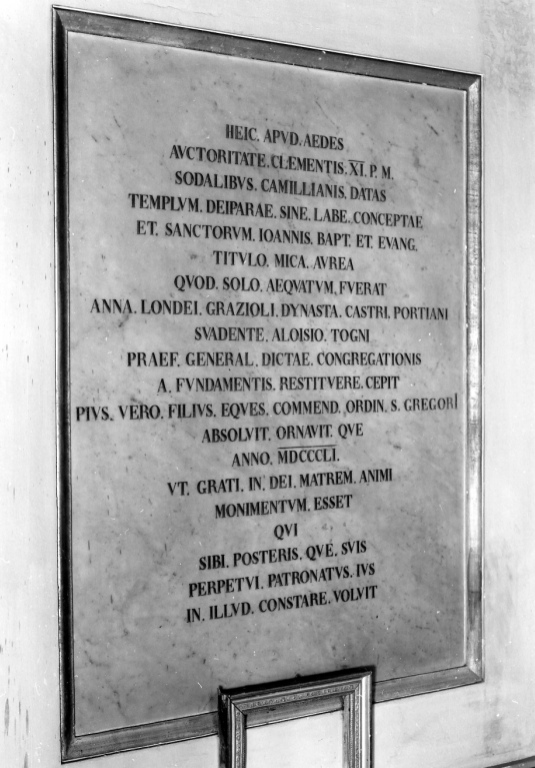 HEIC. APVD. AEDES
AVCTORITATE. CLEMENTIS. XI. P. M.
SODALIBVS. CAMILLIANIS. DATAS
TEMPLVM. DEIPARAE. SINE. LABE. CONCEPTAE
ET. SANCTORVM. IOANNIS. BAPT. ET. EVANG.
TITVLO. MICA. AVREA
QVOD. SOLO. AEQVATVM. FVERAT
ANNA. LONDEI. GRAZIOLI. DYNASTA. CASTRI. PORTIANI
SVADENTE. ALOISIO. TOGNI
PRAEF. GENERAL. DICTAE. CONGREGATIONIS
A. FVNDAMENTIS. RESTITVERE. CEPIT
PIVS. VERO. FILIVS. EQVES. COMMEND. ORDIN. S. GREGORI
ABSOLVIT. ORNAVIT. QVE
ANNO. MDCCCLI.
VT. GRATI. IN. DEI. MATREM. ANIMI
MONIMENTVM. ESSET
QVI
SIBI. POSTERIS. QVE. SVIS
PERPETVI. PATRONATVS. IVS
IN. ILLVD. CONSTARE. VOLVIT